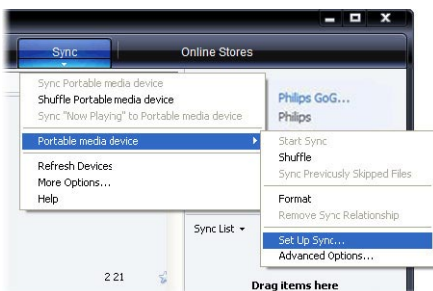 Sync
Online Stores
Sync Portable media device
Shuffle Portable media device
Sync "Now Playing" to Portable media device
Portable media device
Refresh Devices
More Options...
Help
Philips GoG...
Philips
Start Sync
Shuffle
Sync Previously Skipped Files
Format
Remove Sync Relationship
Set Up Sync...
Advanced Options...
Sync List
2 21
Drag items here